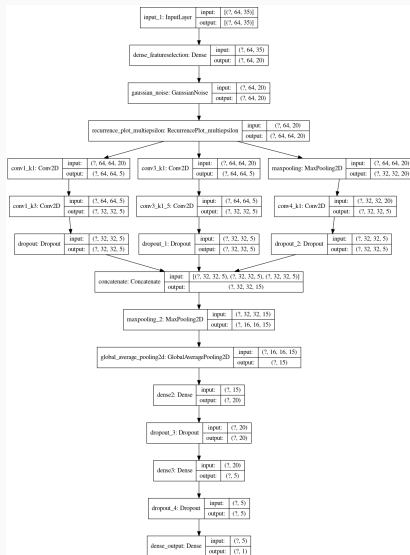 input_1: InputLayer input: [(?, 64, 35)]
output: [(?, 64, 35)]
dense_featureselection: Dense input: (?, 64, 35)
output: (?, 64, 20)
gaussian_noise: GaussianNoise input: (?, 64, 20)
output: (?, 64, 20)
recurrence_plot_multiepsilon: RecurrencePlot_multiepsilon input: (?, 64, 20)
output: (?, 64, 64, 20)
conv1_k1: Conv2D input: (?, 64, 64, 20)
output: (?, 64, 64, 5)
conv3_k1: Conv2D input: (?, 64, 64, 20)
output: (?, 64, 64, 5)
maxpooling: MaxPooling2D input: (?, 64, 64, 20)
output: (?, 32, 32, 20)
conv1_k3: Conv2D input: (?, 64, 64, 5)
output: (?, 32, 32, 5)
conv3_k1_5: Conv2D input: (?, 64, 64, 5)
output: (?, 32, 32, 5)
conv4_k1: Conv2D input: (?, 32, 32, 20)
output: (?, 32, 32, 5)
dropout: Dropout input: (?, 32, 32, 5)
output: (?, 32, 32, 5)
dropout_1: Dropout input: (?, 32, 32, 5)
output: (?, 32, 32, 5)
dropout_2: Dropout input: (?, 32, 32, 5)
output: (?, 32, 32, 5)
concatenate: Concatenate input: [(?, 32, 32, 5), (?, 32, 32, 5), (?, 32, 32, 5)]
output: (?, 32, 32, 15)
maxpooling_2: MaxPooling2D input: (?, 32, 32, 15)
output: (?, 16, 16, 15)
global_average_pooling2d: GlobalAveragePooling2D input: (?, 16, 16, 15)
output: (?, 15)
dense2: Dense input: (?, 15)
output: (?, 20)
dropout_3: Dropout input: (?, 20)
output: (?, 20)
dense3: Dense input: (?, 20)
output: (?, 5)
dropout_4: Dropout input: (?, 5)
output: (?, 5)
dense_output: Dense input: (?, 5)
output: (?, 1)